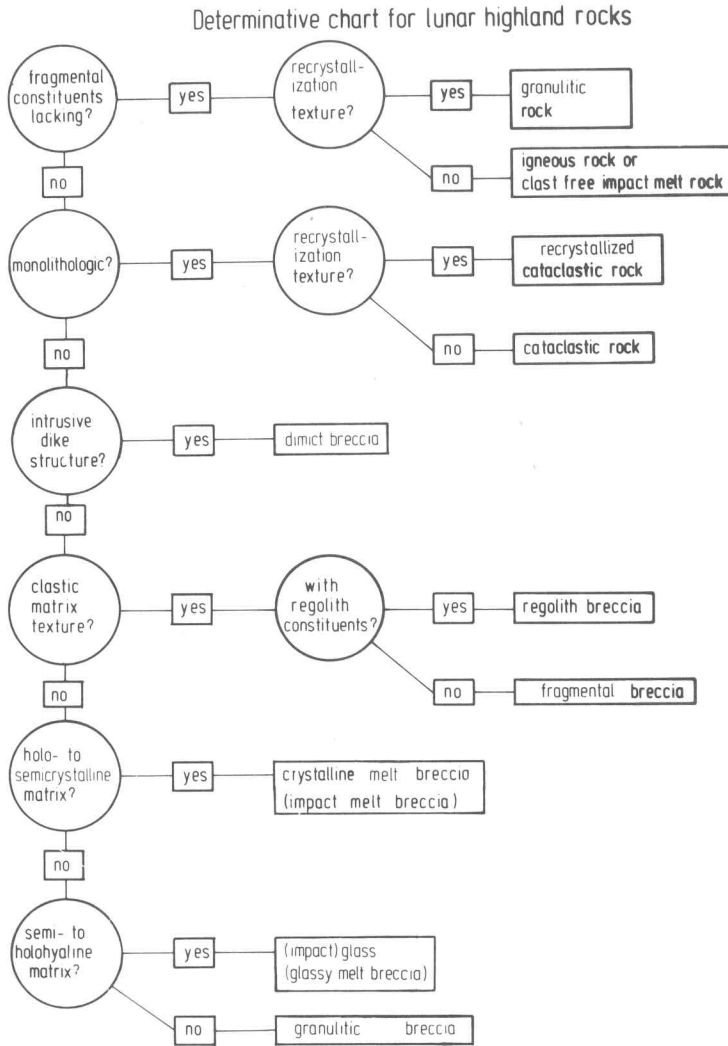 Determinative chart for lunar highland rocks
fragmental
constituents
lacking?
yes
recrystall-
ization
texture?
yes
granulitic
rock
no
igneous rock or
clast free impact melt rock
no
monolithologic?
yes
recrystall-
ization
texture?
yes
recrystallized
cataclastic rock
no
cataclastic rock
no
intrusive
dike
structure?
yes
dimict breccia
no
clastic
matrix
texture?
yes
with
regolith
constituents?
yes
regolith breccia
no
fragmental breccia
no
holo- to
semicrystalline
matrix?
yes
crystalline melt breccia
(impact melt breccia)
no
semi- to
holohyaline
matrix?
yes
(impact) glass
(glassy melt breccia)
no
granulitic breccia